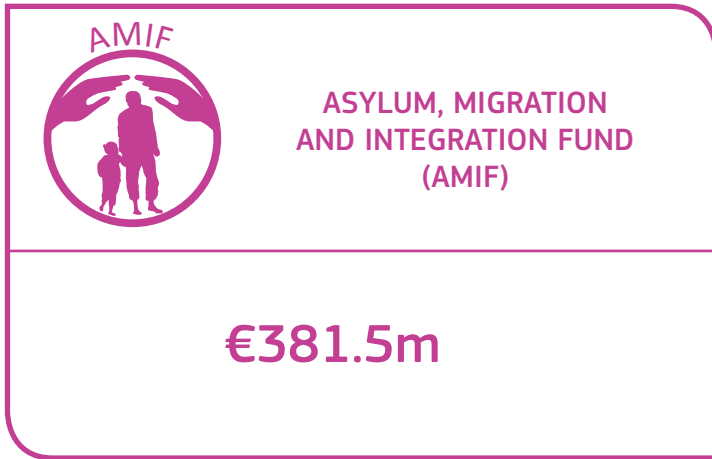 AMIF
ASYLUM, MIGRATION
AND INTEGRATION FUND
(AMIF)
€381.5m